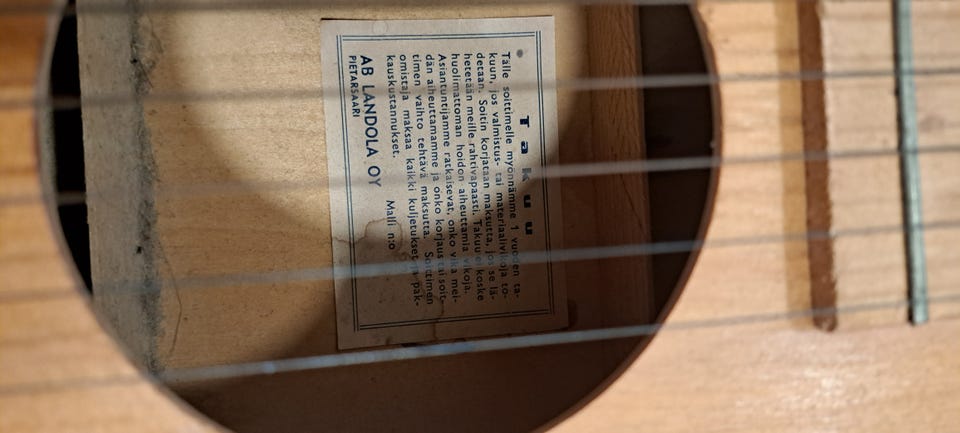 Takuu
Tälle soittimelle myönnämme 1 vuoden ta-
kuun, jos valmistus- tai materiaalivikoja to-
detaan. Soitin korjataan maksutta, jos se lä-
hetetään meille rahtivapaasti. Takuu ei koske
huolimattoman hoidon aiheuttamia vikoja.
Asiantuntijamme ratkaisevat, onko vika mei-
dän aiheuttamamme ja onko korjaus tai soit-
timen vaihto tehtävä maksutta. Soittimen
omistaja maksaa kaikki kuljetukset ja pak-
kauskustannukset.
AB LANDOLA OY Malli n:o
PIETARSAARI